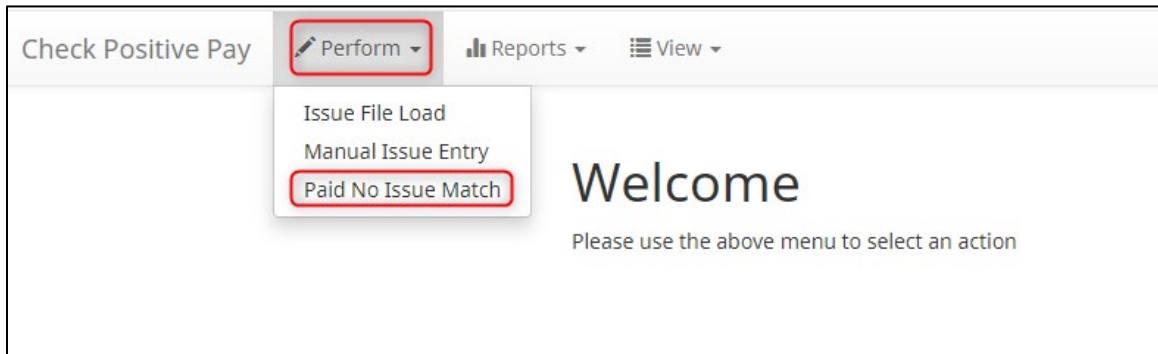 Check Positive Pay Perform Reports View
Issue File Load
Manual Issue Entry
Paid No Issue Match
Welcome
Please use the above menu to select an action